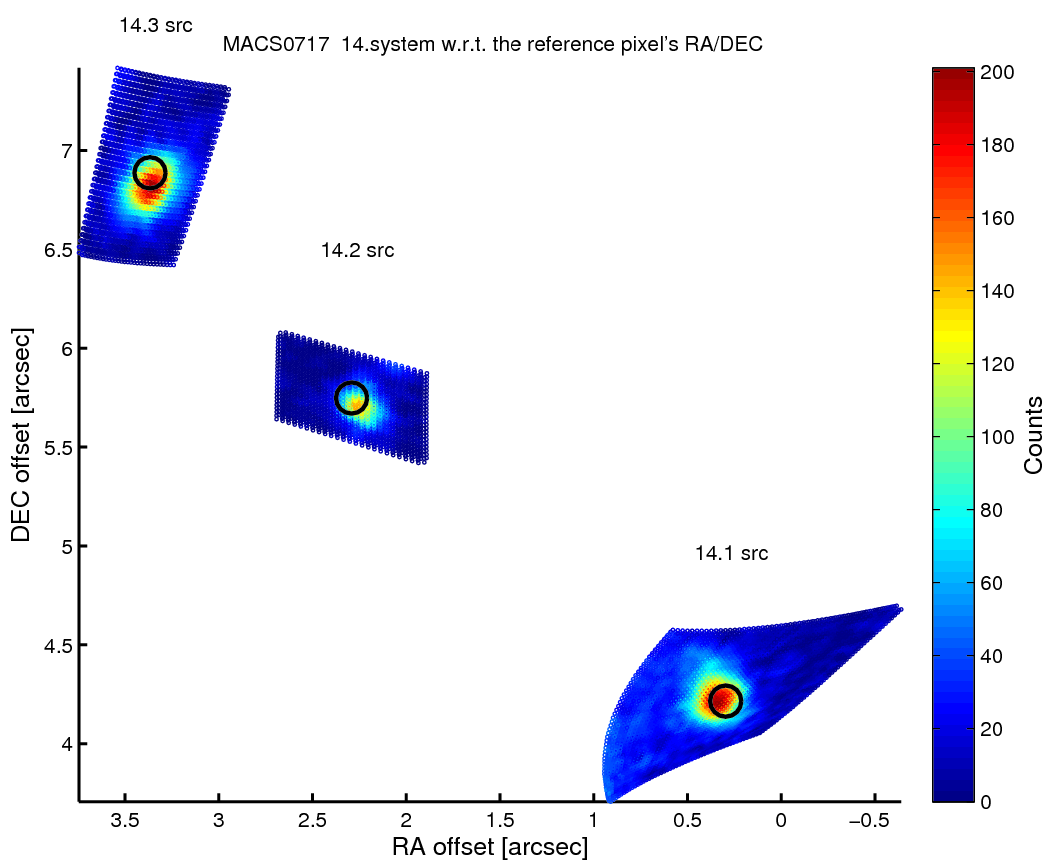 14.3 src
MACS0717  14.system w.r.t. the reference pixel's RA/DEC
200
180
160
140
120
100
80
60
40
20
0
Counts
7
6.5
6
5.5
5
4.5
4
DEC offset [arcsec]
14.2 src
14.1 src
3.5 3 2.5 2 1.5 1 0.5 0 −0.5
RA offset [arcsec]